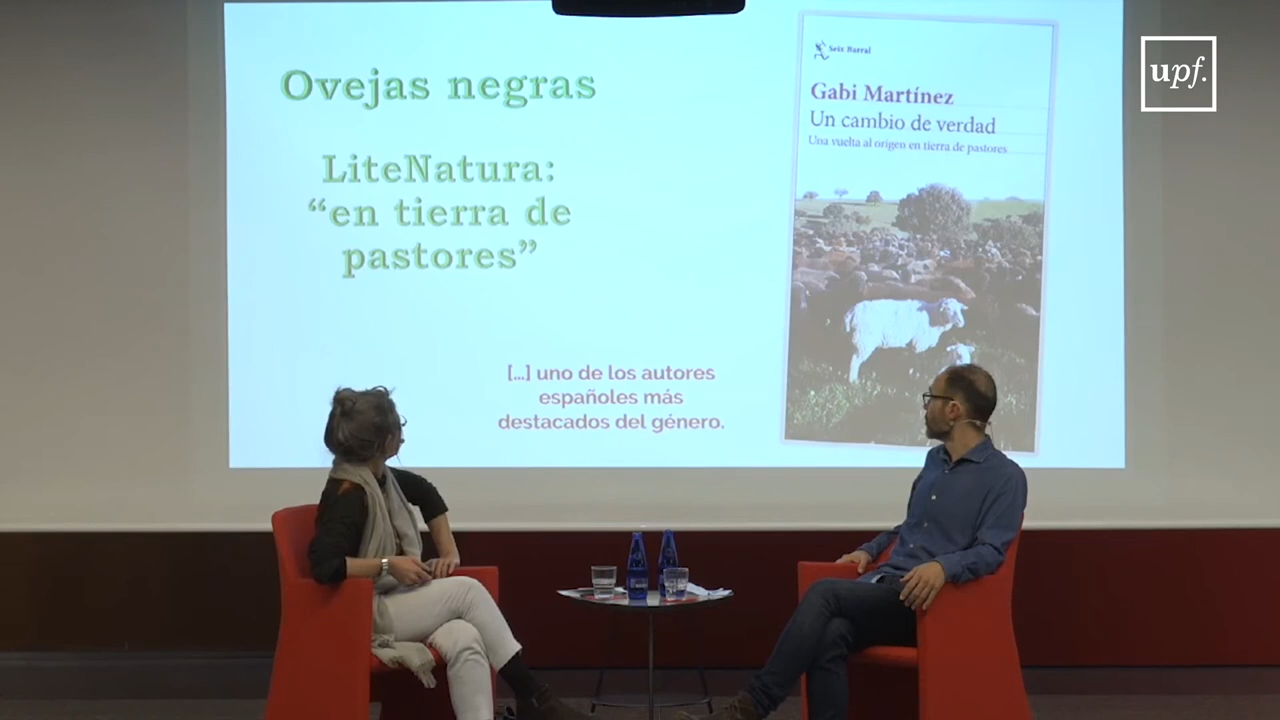 Ovejas negras
LiteNatura:
“en tierra de
pastores”
[...] uno de los autores
españoles más
destacados del género.
Seix Barral
Gabi Martínez
Un cambio de verdad
Una vuelta al origen en tierra de pastores
upf.